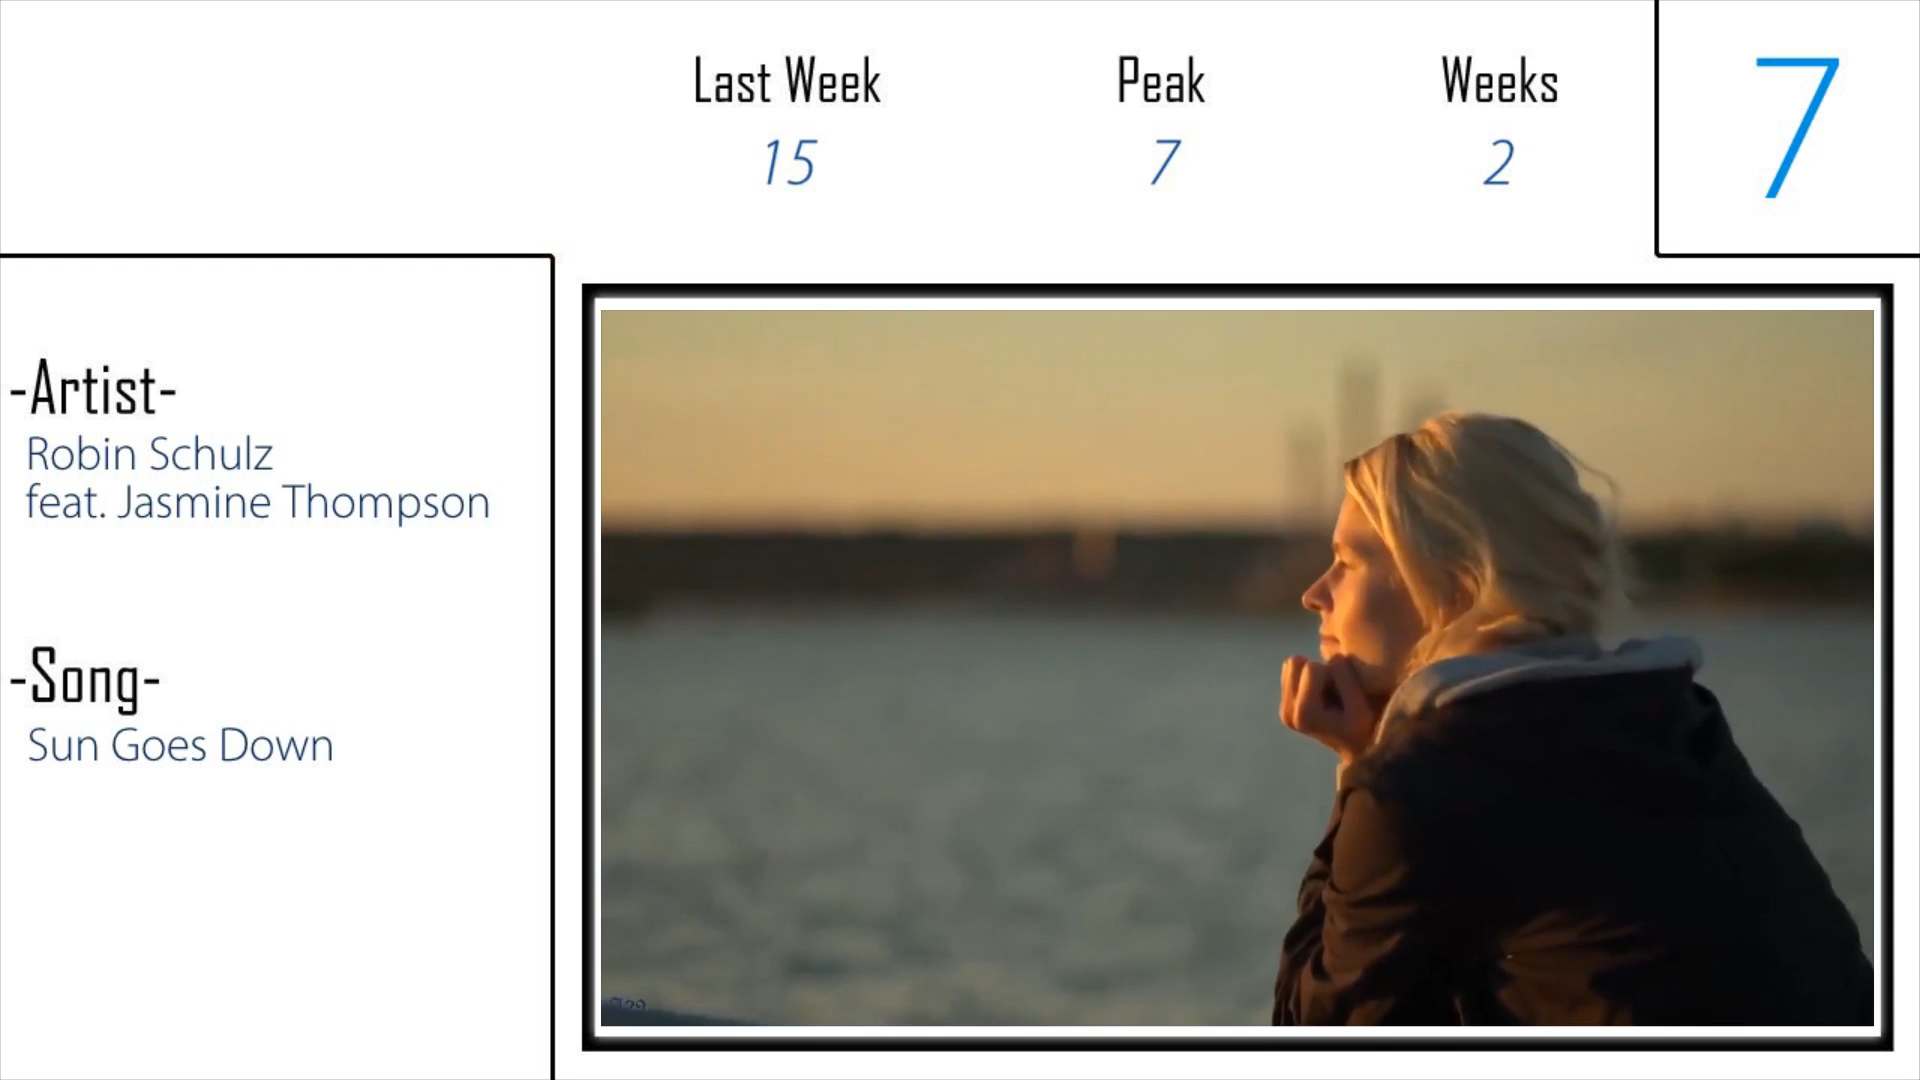 Last Week
Peak
Weeks
7
15
7
2
-Artist-
Robin Schulz
feat. Jasmine Thompson
-Song-
Sun Goes Down